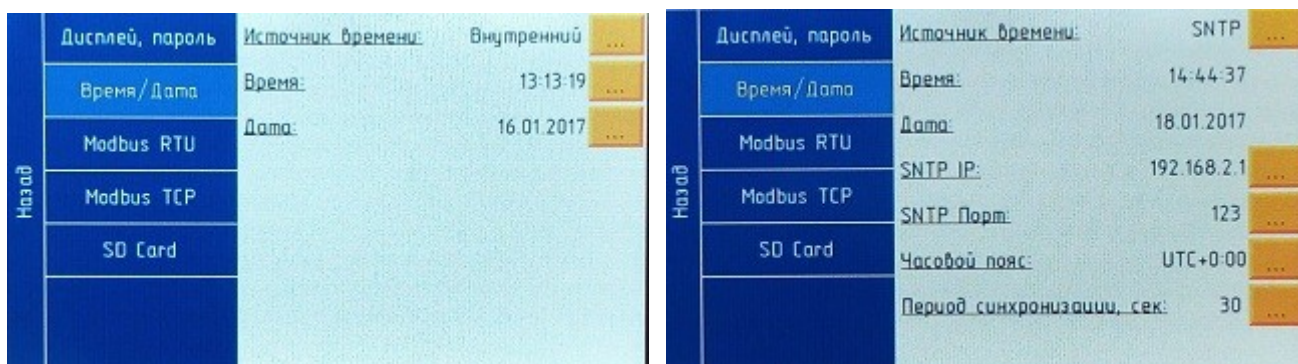 Назад
Дисплей, пароль
Время/Дата
Modbus RTU
Modbus TCP
SD Card
Источник времени: Внутренний ...
Время: 13:13:19 ...
Дата: 16.01.2017 ...
Назад
Дисплей, пароль
Время/Дата
Modbus RTU
Modbus TCP
SD Card
Источник времени: SNTP ...
Время: 14:44:37
Дата: 18.01.2017
SNTP IP: 192.168.2.1 ...
SNTP Порт: 123 ...
Часовой пояс: UTC+0:00 ...
Период синхронизации, сек: 30 ...